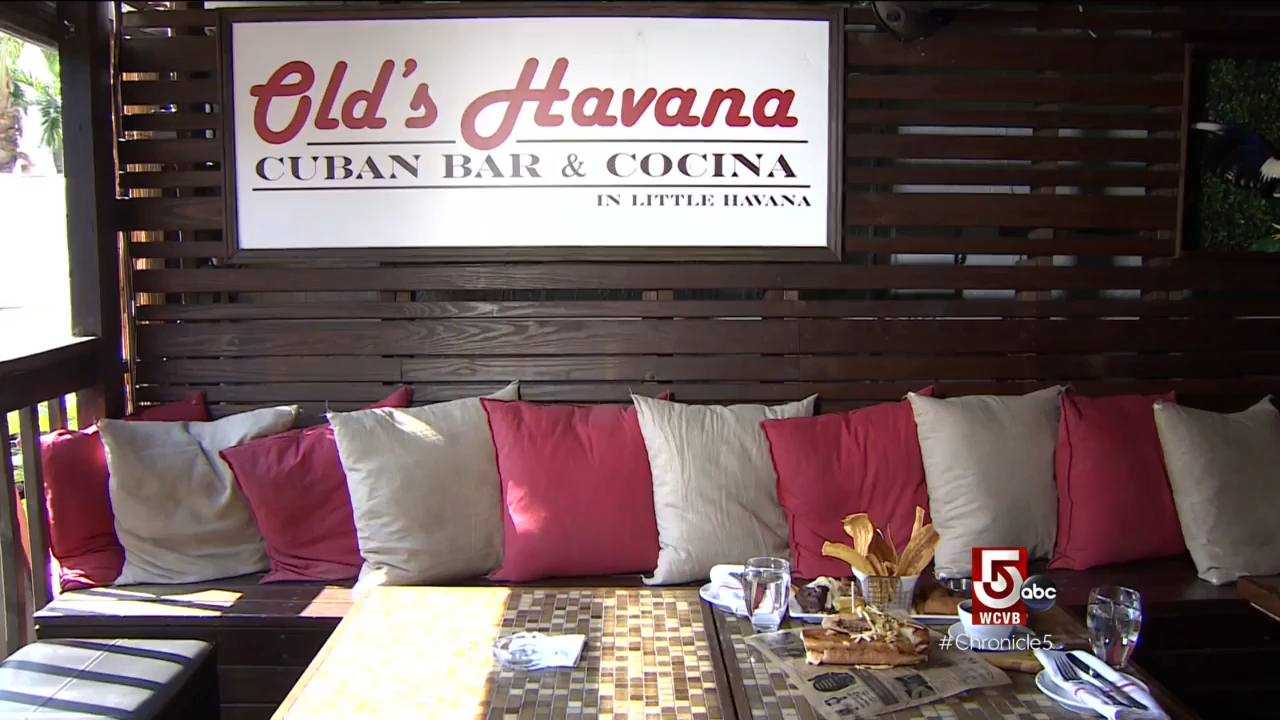 Old's Havana
CUBAN BAR & COCINA
IN LITTLE HAVANA
5
abc
WCVB
#Chronicle5